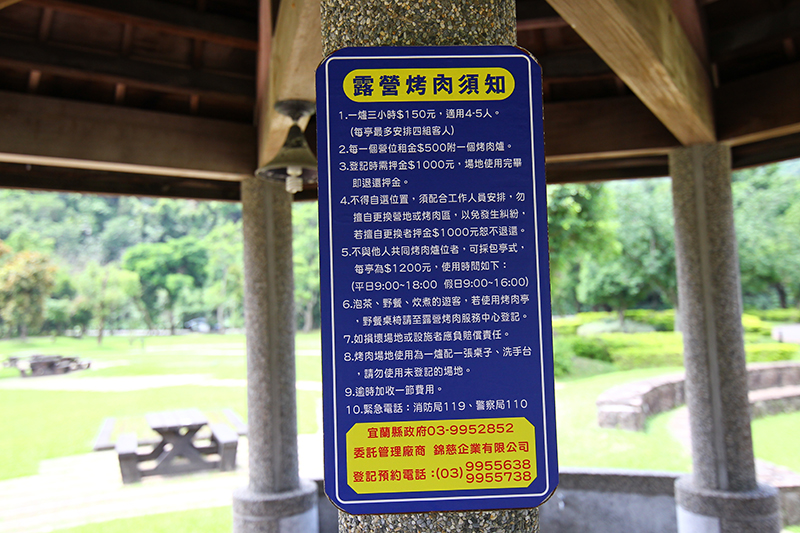 露營烤肉須知
1.一爐三小時$150元，適用4-5人。
(每亭最多安排四組客人)
2.每一個營位租金$500附一個烤肉爐。
3.登記時需押金$1000元，場地使用完畢
即退還押金。
4.不得自選位置，須配合工作人員安排，勿
擅自更換營地或烤肉區，以免發生糾紛，
若擅自更換者押金$1000元恕不退還。
5.不與他人共同烤肉爐位者，可採包亭式，
每亭為$1200元，使用時間如下：
(平日9:00~18:00 假日9:00~16:00)
6.泡茶、野餐、炊煮的遊客，若使用烤肉亭
，野餐桌椅請至露營烤肉服務中心登記。
7.如損壞場地或設施者應負賠償責任。
8.烤肉場地使用為一爐配一張桌子、洗手台
，請勿使用未登記的場地。
9.逾時加收一節費用。
10.緊急電話：消防局119、警察局110
宜蘭縣政府03-9952852
委託管理廠商 錦慈企業有限公司
登記預約電話：(03) 9955638
9955738